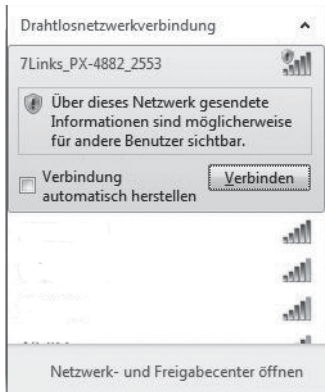 Drahtlosnetzwerkverbindung
7Links_PX-4882_2553
Über dieses Netzwerk gesendete
Informationen sind möglicherweise
für andere Benutzer sichtbar.
Verbindung
automatisch herstellen
Verbinden
Netzwerk- und Freigabecenter öffnen